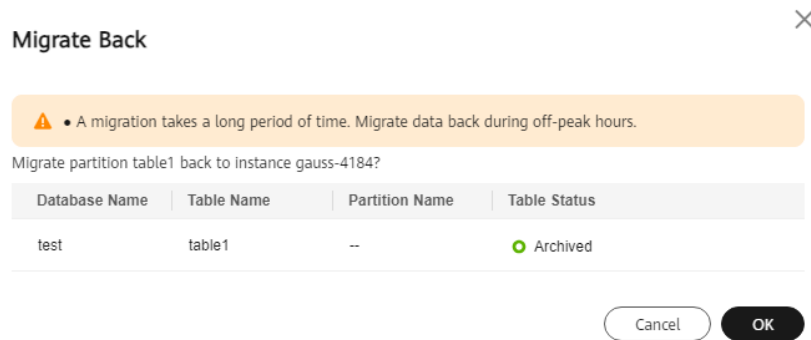 Migrate Back
• A migration takes a long period of time. Migrate data back during off-peak hours.
Migrate partition table1 back to instance gauss-4184?
Database Name Table Name Partition Name Table Status
test table1 -- Archived
Cancel OK